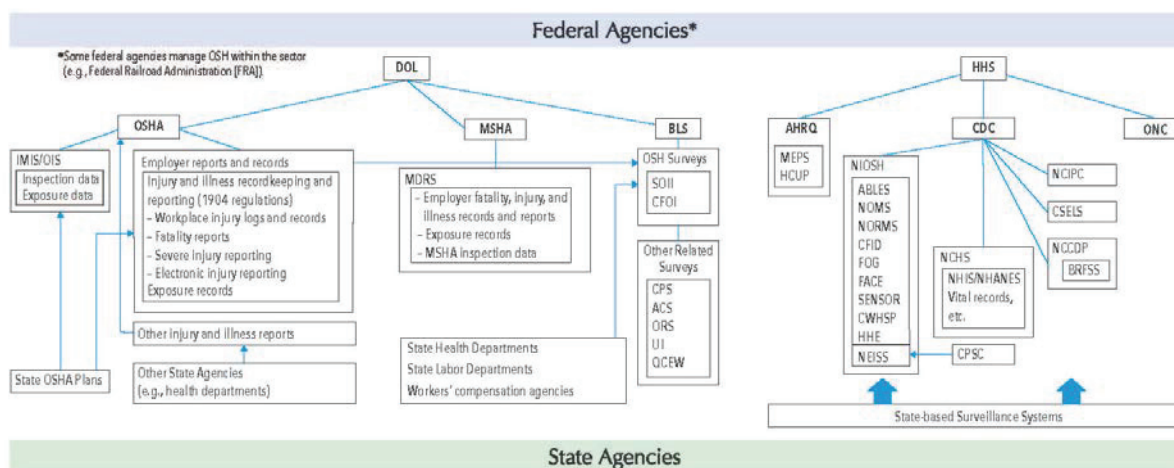 Federal Agencies*
*Some federal agencies manage OSH within the sector
(e.g., Federal Railroad Administration [FRA]).
DOL
HHS
OSHA
MSHA
BLS
AHRQ
CDC
ONC
IMIS/OIS
Inspection data
Exposure data
Employer reports and records
Injury and illness recordkeeping and
reporting (1904 regulations)
– Workplace injury logs and records
– Fatality reports
– Severe injury reporting
– Electronic injury reporting
Exposure records
MDRS
– Employer fatality, injury, and
illness records and reports
– Exposure records
– MSHA inspection data
OSH Surveys
SOII
CFOI
Other Related
Surveys
CPS
ACS
ORS
UI
QCEW
MEPS
HCUP
NIOSH
ABLES
NOMS
NORMS
CFID
FOG
FACE
SENSOR
CWHSP
HHE
NEISS
NCHS
NHIS/NHANES
Vital records,
etc.
NCIPC
CSELS
NCCDP
BRFSS
CPSC
Other injury and illness reports
State OSHA Plans
Other State Agencies
(e.g., health departments)
State Health Departments
State Labor Departments
Workers' compensation agencies
State-based Surveillance Systems
State Agencies